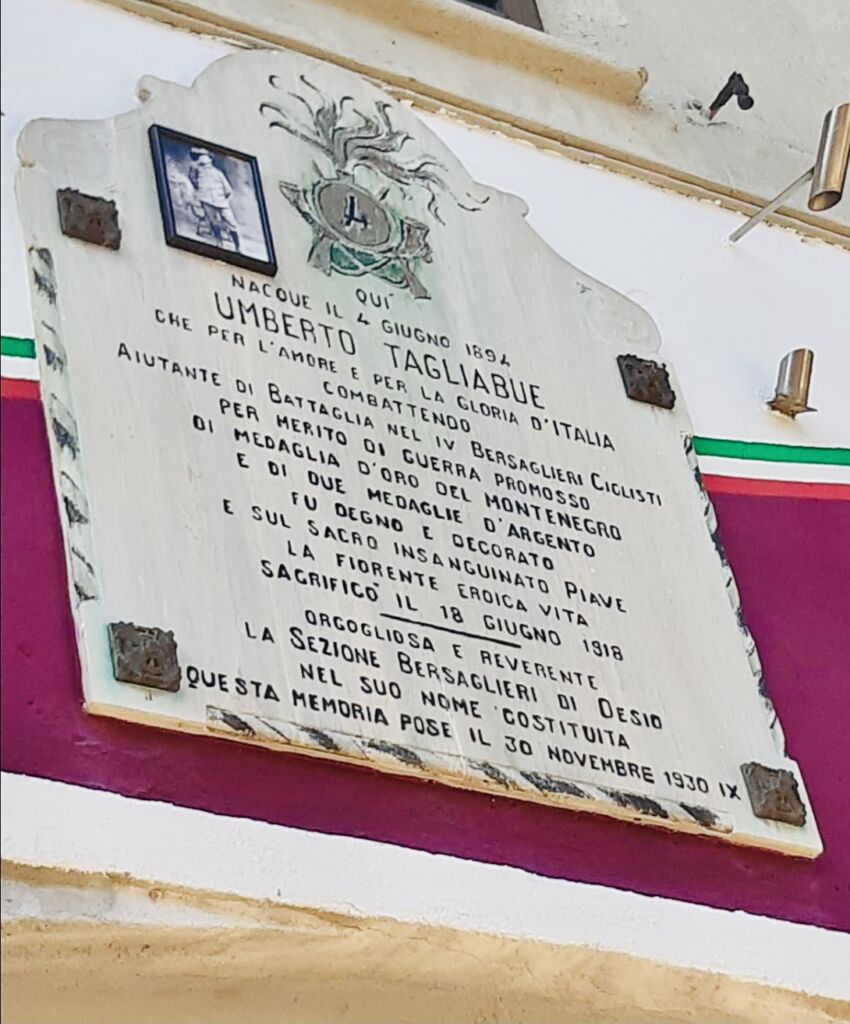 4
QUI
NACQUE IL 4 GIUGNO 1894
UMBERTO TAGLIABUE
CHE PER L'AMORE E PER LA GLORIA D'ITALIA
COMBATTENDO
AIUTANTE DI BATTAGLIA NEL IV BERSAGLIERI CICLISTI
PER MERITO DI GUERRA PROMOSSO
DI MEDAGLIA D'ORO DEL MONTENEGRO
E DI DUE MEDAGLIE D'ARGENTO
FU DEGNO E DECORATO
E SUL SACRO INSANGUINATO PIAVE
LA FIORENTE EROICA VITA
SACRIFICÒ IL 18 GIUGNO 1918
ORGOGLIOSA E REVERENTE
LA SEZIONE BERSAGLIERI DI DESIO
NEL SUO NOME COSTITUITA
QUESTA MEMORIA POSE IL 30 NOVEMBRE 1930 IX